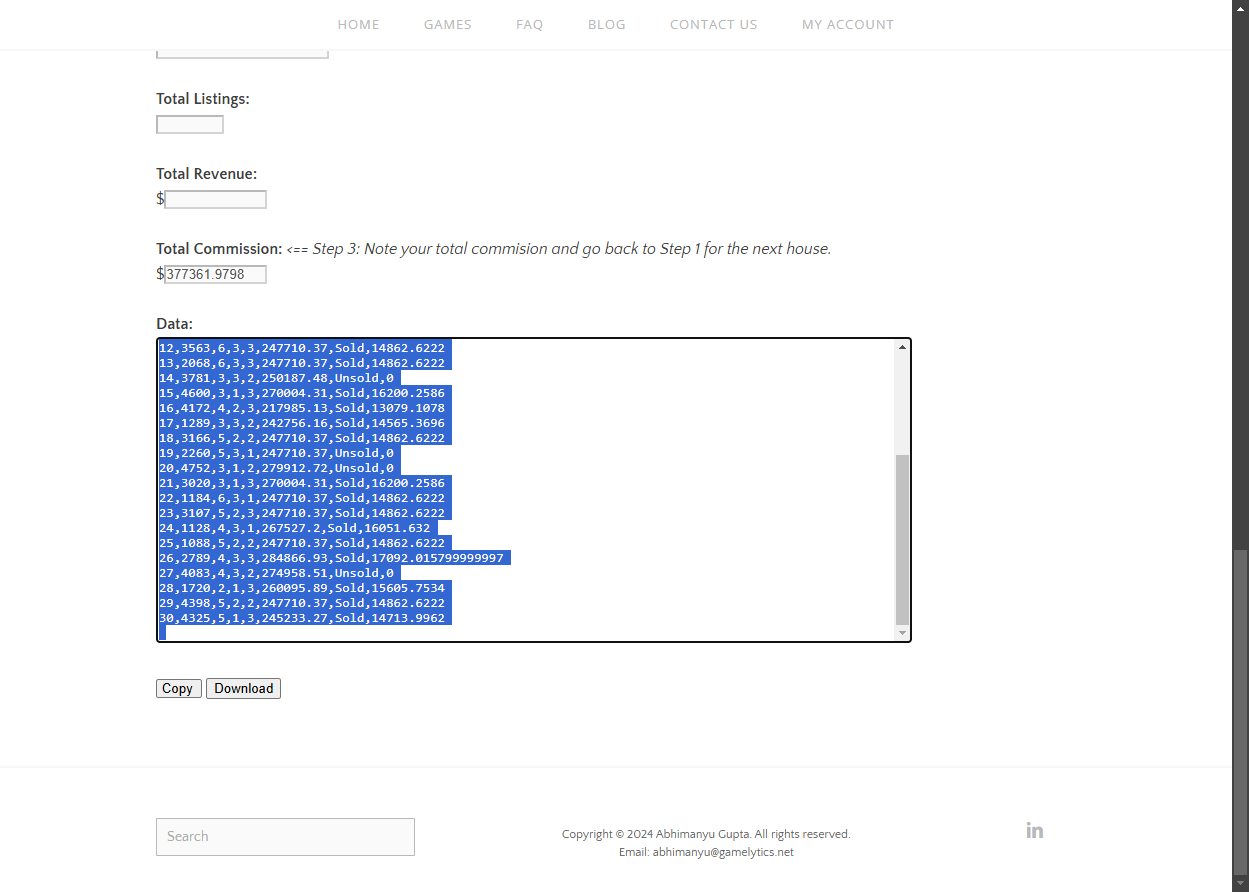 HOME GAMES FAQ BLOG CONTACT US MY ACCOUNT
Total Listings:
Total Revenue:
$
Total Commission: <== Step 3: Note your total commision and go back to Step 1 for the next house.
$377361.9798
Data:
12,3563,6,3,3,247710.37,Sold,14862.6222
13,2068,6,3,3,247710.37,Sold,14862.6222
14,3781,3,3,2,250187.48,Unsold,0
15,4600,3,1,3,270004.31,Sold,16200.2586
16,4172,4,2,3,217985.13,Sold,13079.1078
17,1289,3,3,2,242756.16,Sold,14565.3696
18,3166,5,2,2,247710.37,Sold,14862.6222
19,2260,5,3,1,247710.37,Unsold,0
20,4752,3,1,2,279912.72,Unsold,0
21,3020,3,1,3,270004.31,Sold,16200.2586
22,1184,6,3,1,247710.37,Sold,14862.6222
23,3107,5,2,3,247710.37,Sold,14862.6222
24,1128,4,3,1,267527.2,Sold,16051.632
25,1088,5,2,2,247710.37,Sold,14862.6222
26,2789,4,3,3,284866.93,Sold,17092.015799999997
27,4083,4,3,2,274958.51,Unsold,0
28,1720,2,1,3,260095.89,Sold,15605.7534
29,4398,5,2,2,247710.37,Sold,14862.6222
30,4325,5,1,3,245233.27,Sold,14713.9962
Copy Download
Search
Copyright © 2024 Abhimanyu Gupta. All rights reserved.
Email: abhimanyu@gamelytics.net
in